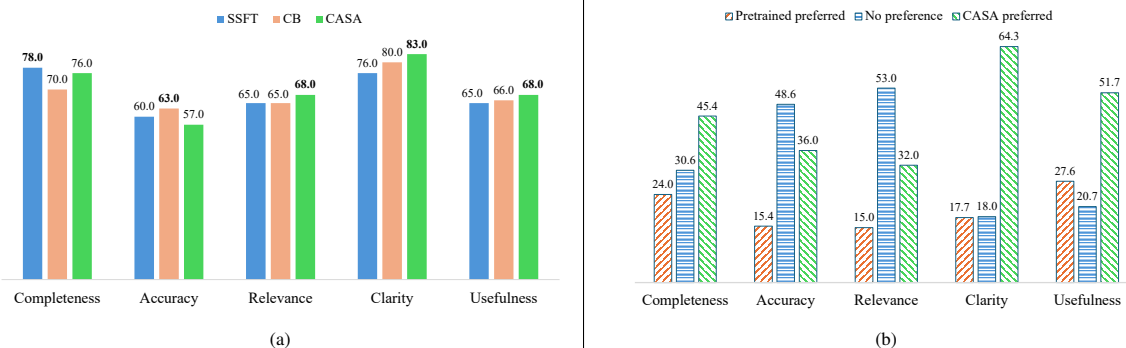 SSFT CB CASA
78.0 70.0 76.0 60.0 63.0 57.0 65.0 65.0 68.0 76.0 80.0 83.0 65.0 66.0 68.0
Completeness Accuracy Relevance Clarity Usefulness
(a)
Pretrained preferred No preference CASA preferred
24.0 30.6 45.4 15.4 48.6 36.0 15.0 53.0 32.0 17.7 18.0 64.3 27.6 20.7 51.7
Completeness Accuracy Relevance Clarity Usefulness
(b)